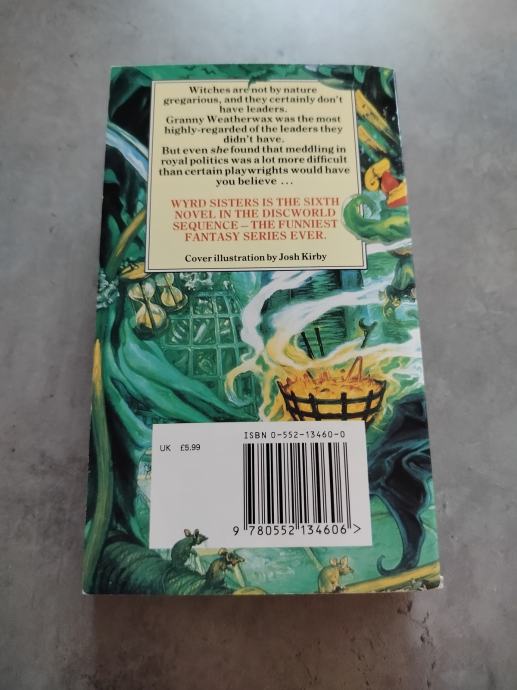 Witches are not by nature
gregarious, and they certainly don't
have leaders.
Granny Weatherwax was the most
highly-regarded of the leaders they
didn't have.
But even she found that meddling in
royal politics was a lot more difficult
than certain playwrights would have
you believe ...
WYRD SISTERS IS THE SIXTH
NOVEL IN THE DISCWORLD
SEQUENCE – THE FUNNIEST
FANTASY SERIES EVER.
Cover illustration by Josh Kirby
ISBN 0-552-13460-0
UK £5.99
9 780552 134606 >